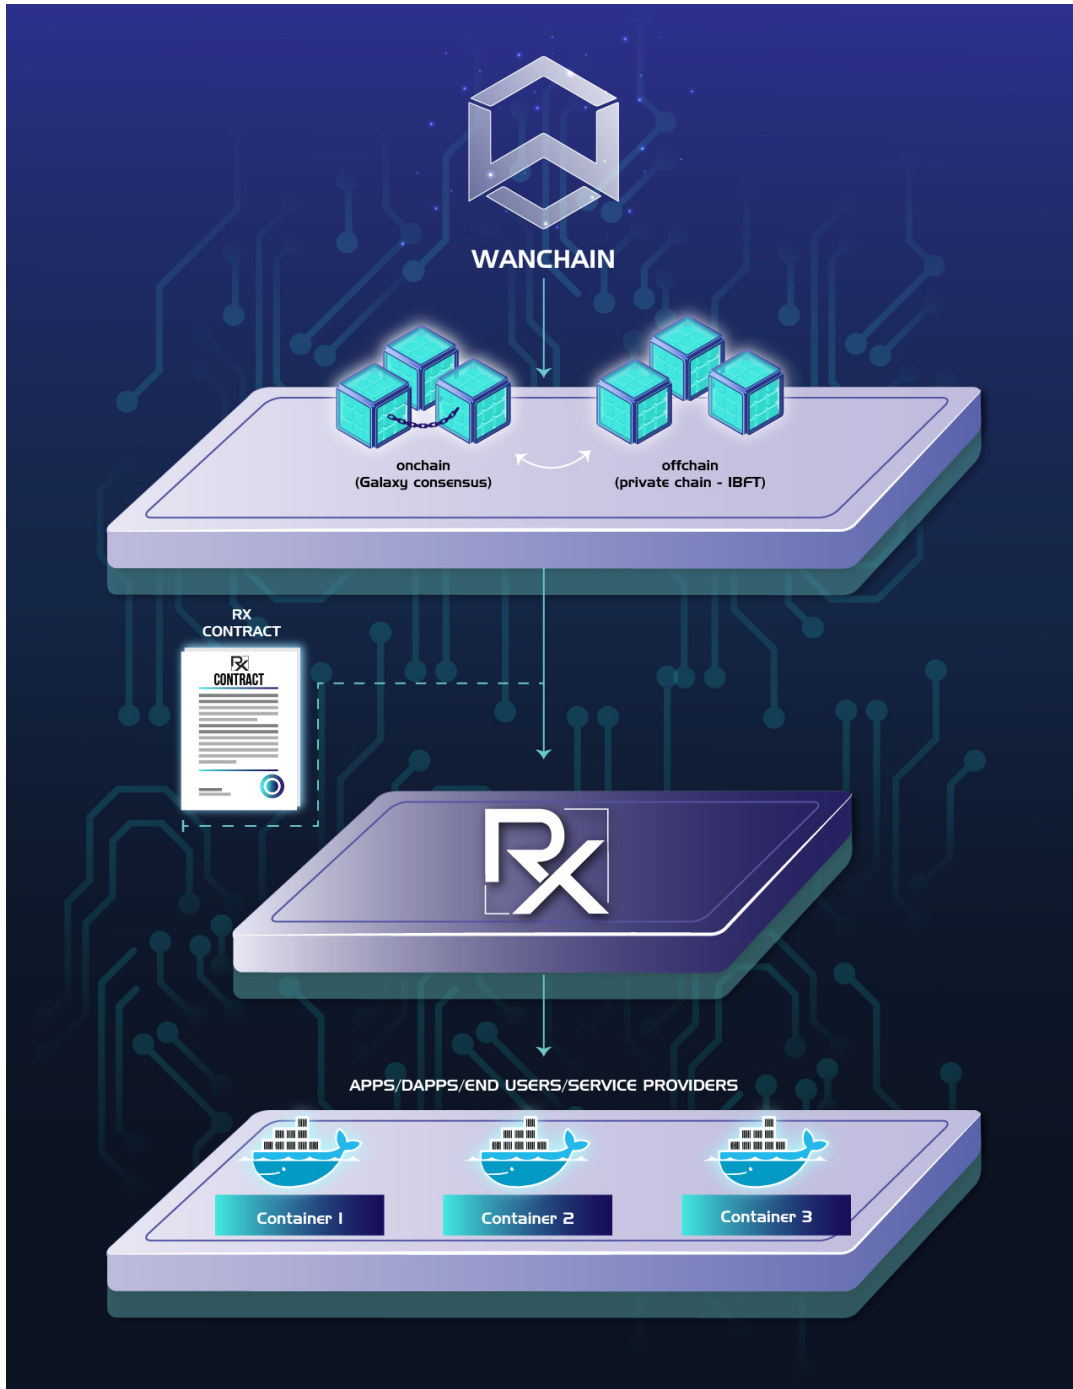 WANCHAIN
onchain
(Galaxy consensus)
offchain
(private chain - IBFT)
RX
CONTRACT
RX
CONTRACT
RX
APPS/DAPPS/END USERS/SERVICE PROVIDERS
Container 1
Container 2
Container 3